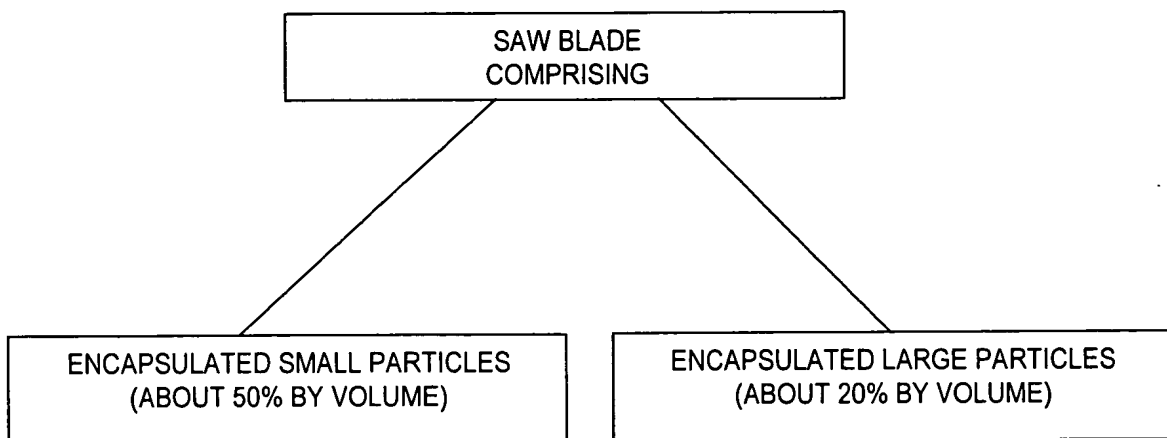 SAW BLADE
COMPRISING
ENCAPSULATED SMALL PARTICLES
(ABOUT 50% BY VOLUME)
ENCAPSULATED LARGE PARTICLES
(ABOUT 20% BY VOLUME)